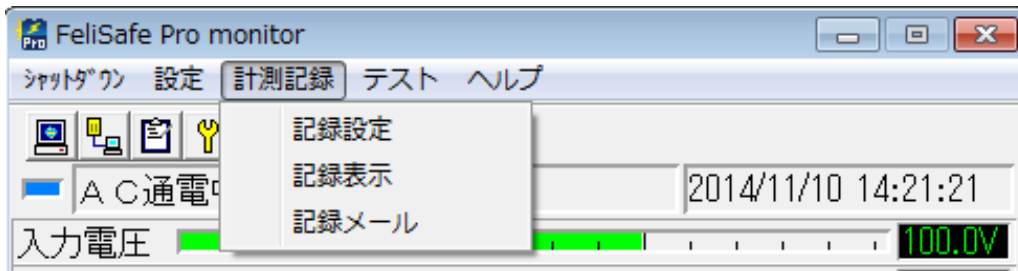 FeliSafe Pro monitor
ｼｬｯﾄﾀﾞｳﾝ 設定 計測記録 テスト ヘルプ
記録設定
記録表示
記録メール
ＡＣ通電中 2014/11/10 14:21:21
入力電圧 100.0V